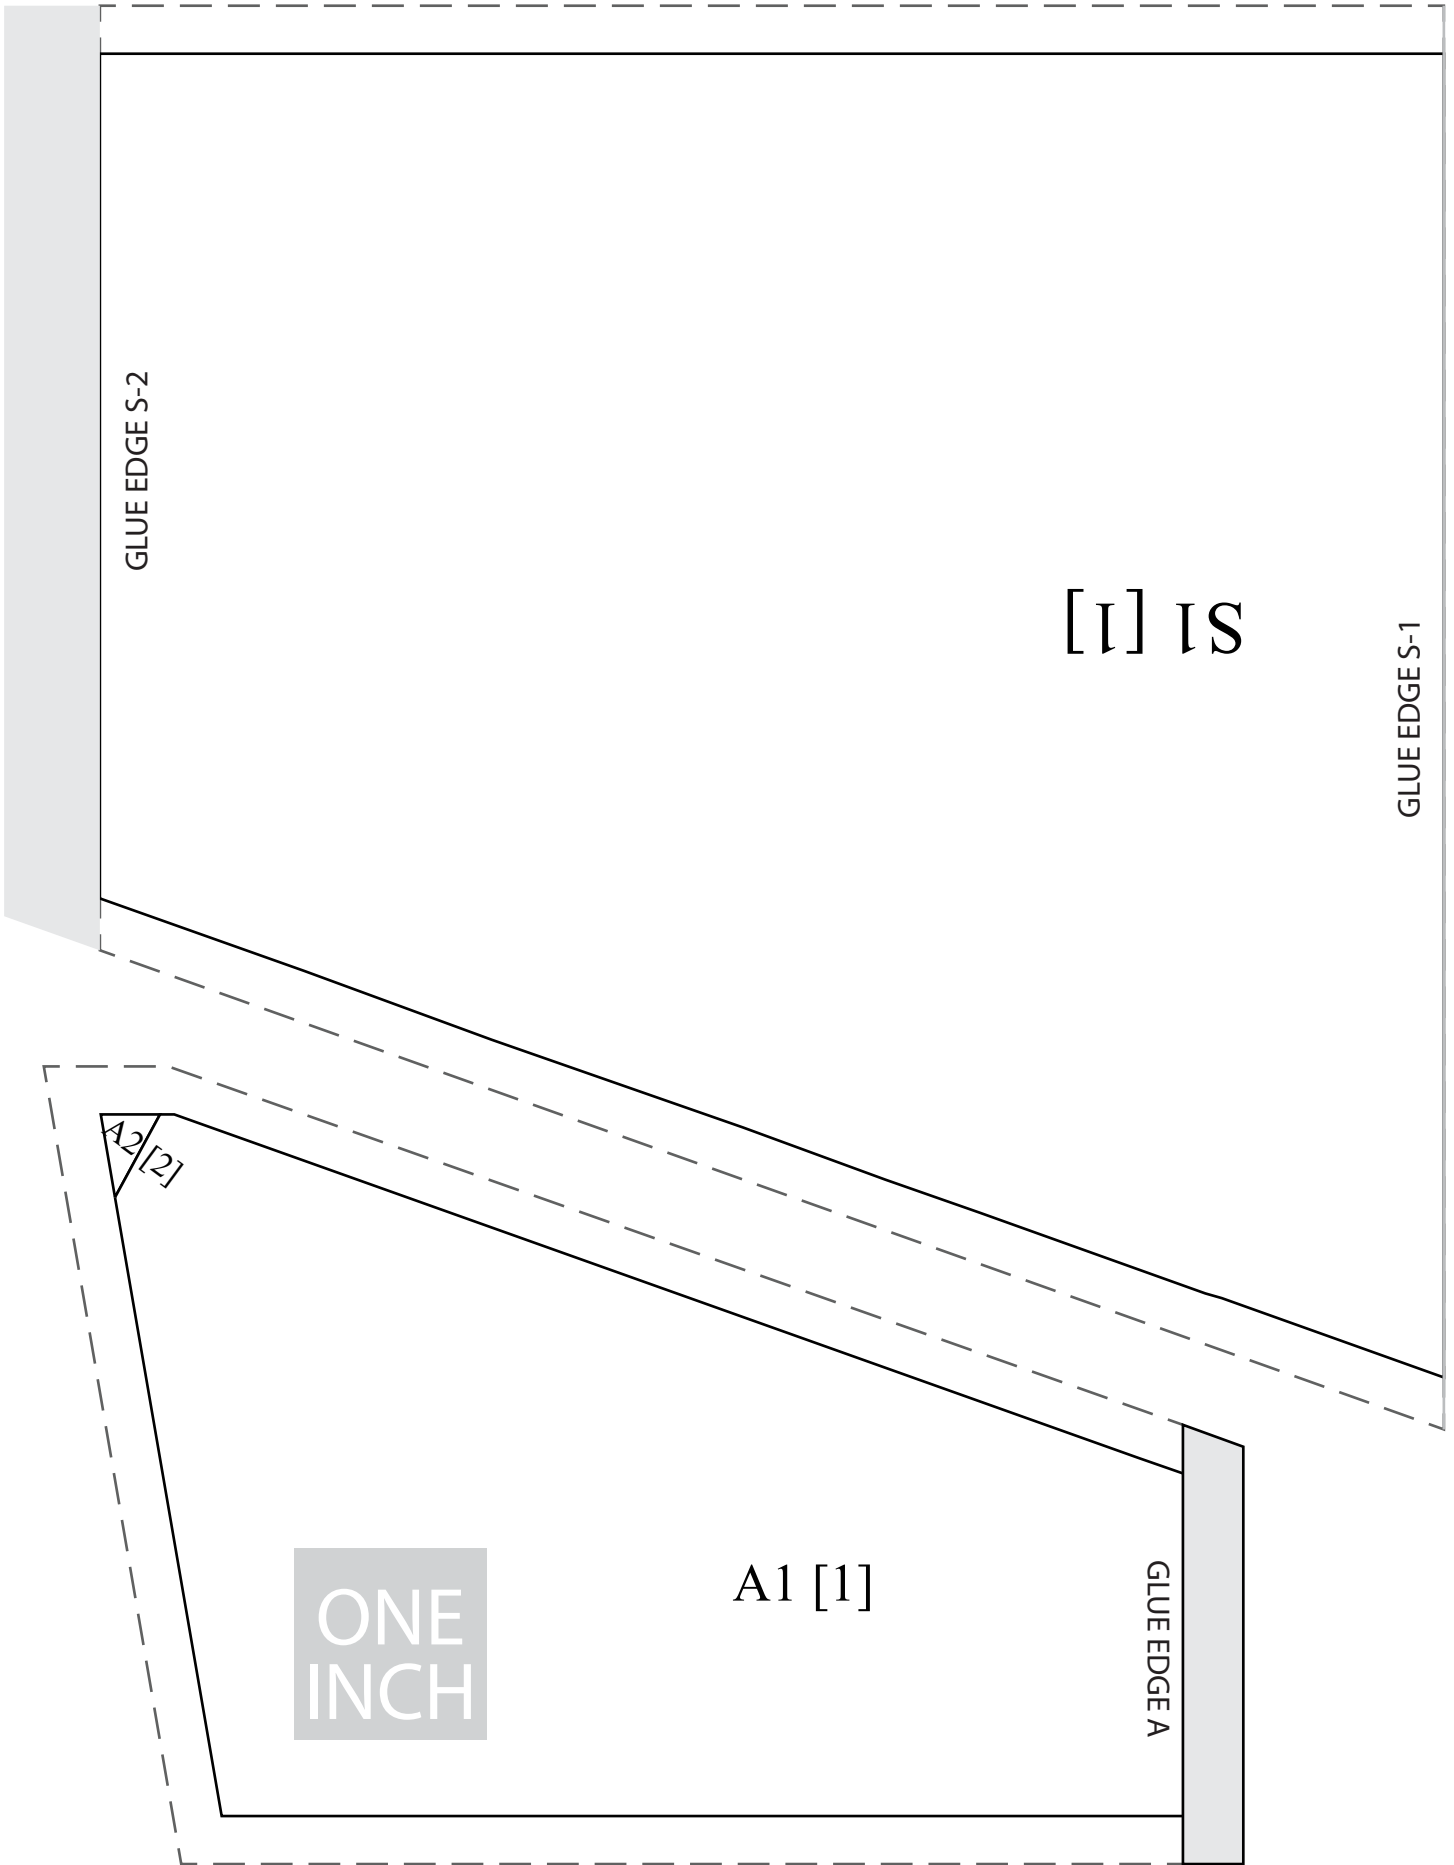 GLUE EDGE S-2
S1 [1]
GLUE EDGE S-1
A2 [2]
A1 [1]
ONE
INCH
GLUE EDGE A